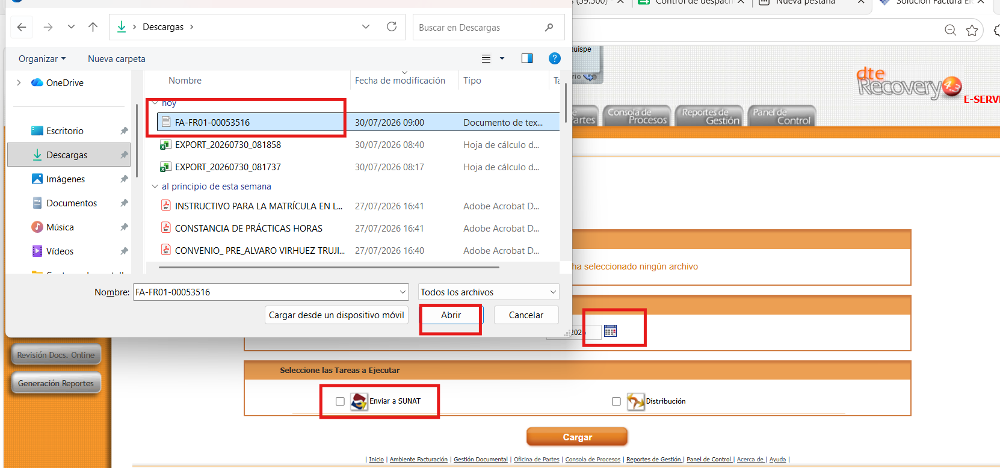 (59.500) -
Control de despach
Nueva pestaña
Solución Factura Ele
Descargas
Buscar en Descargas
Organizar
Nueva carpeta
OneDrive
Escritorio
Descargas
Imágenes
Documentos
Música
Vídeos
Nombre
Fecha de modificación
Tipo
Ta
hoy
FA-FR01-00053516 30/07/2026 09:00 Documento de tex...
EXPORT_20260730_081858 30/07/2026 08:40 Hoja de cálculo d...
EXPORT_20260730_081737 30/07/2026 08:17 Hoja de cálculo d...
al principio de esta semana
INSTRUCTIVO PARA LA MATRÍCULA EN L... 27/07/2026 16:41 Adobe Acrobat D...
CONSTANCIA DE PRÁCTICAS HORAS 27/07/2026 16:41 Adobe Acrobat D...
CONVENIO_ PRE_ALVARO VIRHUEZ TRUJI... 27/07/2026 16:40 Adobe Acrobat D...
Nombre: FA-FR01-00053516
Todos los archivos
Cargar desde un dispositivo móvil
Abrir
Cancelar
uispe
rio
dte
Recovery 4.3
E-SERVI
e
Partes
Consola de
Procesos
Reportes de
Gestión
Panel de
Control
ha seleccionado ningún archivo
2026
Revisión Docs. Online
Generación Reportes
Seleccione las Tareas a Ejecutar
Enviar a SUNAT
Distribución
Cargar
| Inicio | Ambiente Facturación | Gestión Documental | Oficina de Partes | Consola de Procesos | Reportes de Gestión | Panel de Control | Acerca de | Ayuda |